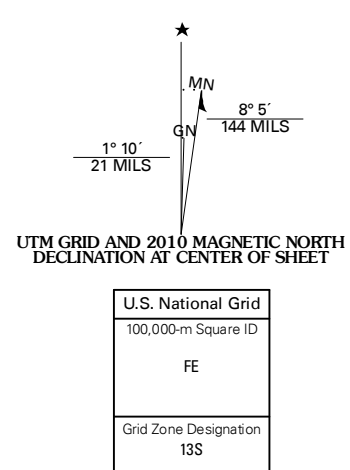 MN
8° 5´
144 MILS
GN
1° 10´
21 MILS
UTM GRID AND 2010 MAGNETIC NORTH
DECLINATION AT CENTER OF SHEET
U.S. National Grid
100,000-m Square ID
FE
Grid Zone Designation
13S